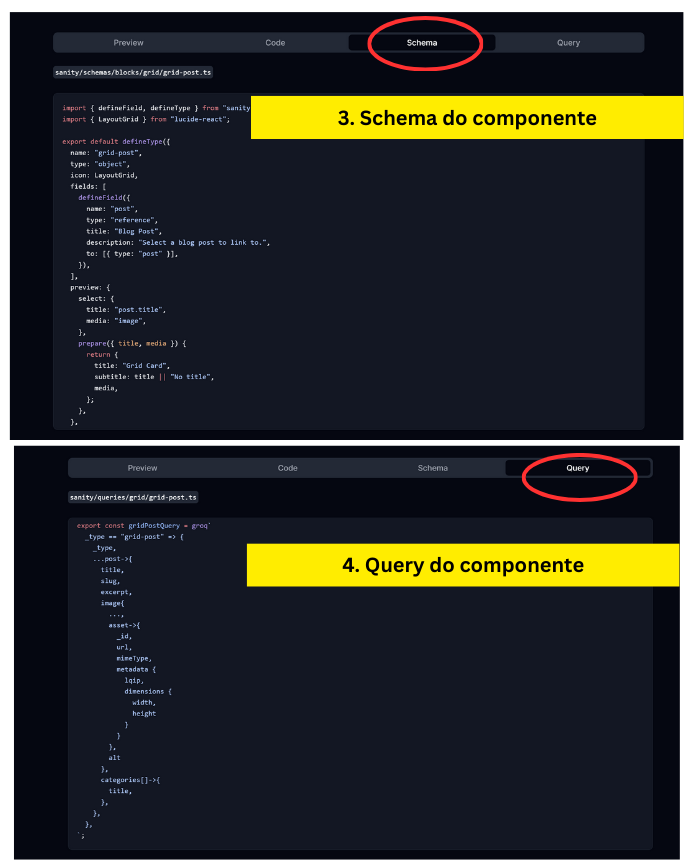 Preview Code Schema Query
sanity/schemas/blocks/grid/grid-post.ts
import { defineField, defineType } from "sanity
import { LayoutGrid } from "lucide-react";
3. Schema do componente
export default defineType({
name: "grid-post",
type: "object",
icon: LayoutGrid,
fields: [
defineField({
name: "post",
type: "reference",
title: "Blog Post",
description: "Select a blog post to link to.",
to: [{ type: "post" }],
}),
],
preview: {
select: {
title: "post.title",
media: "image",
},
prepare({ title, media }) {
return {
title: "Grid Card",
subtitle: title || "No title",
media,
};
},
},
Preview Code Schema Query
sanity/queries/grid/grid-post.ts
export const gridPostQuery = groq`
_type == "grid-post" => {
_type,
...post->{
4. Query do componente
title,
slug,
excerpt,
image{
...,
asset->{
_id,
url,
mimeType,
metadata {
lqip,
dimensions {
width,
height
}
}
},
alt
},
categories[]->{
title,
},
},
},
`;